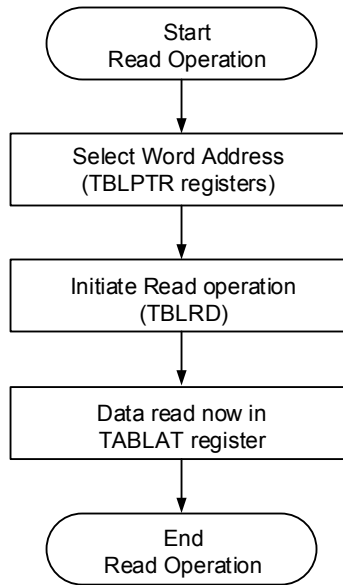 Start
Read Operation
Select Word Address
(TBLPTR registers)
Initiate Read operation
(TBLRD)
Data read now in
TABLAT register
End
Read Operation